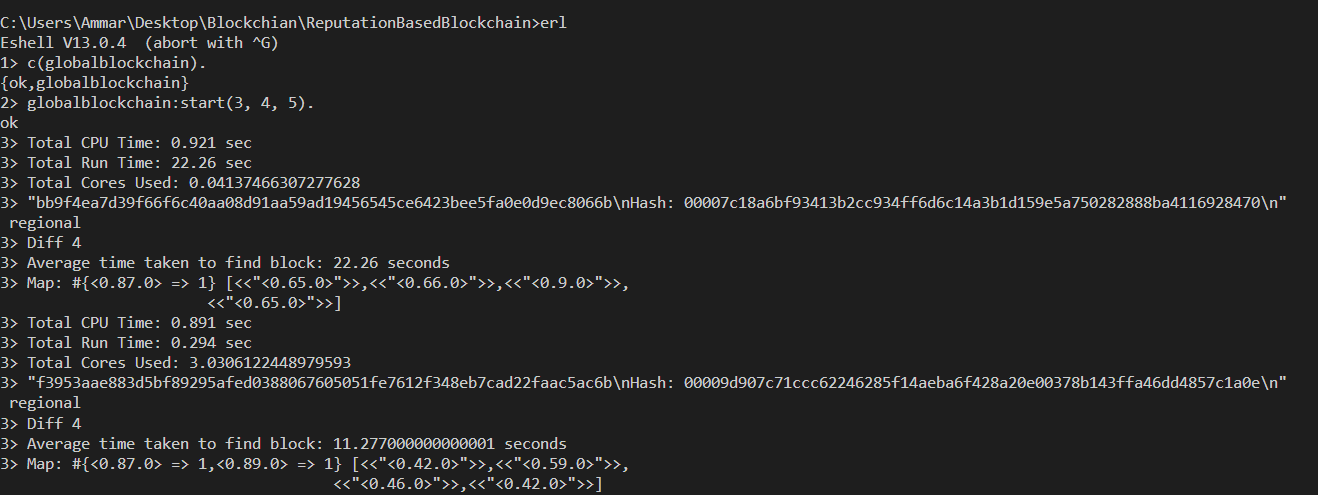 C:\Users\Ammar\Desktop\Blockchian\ReputationBasedBlockchain>erl
Eshell V13.0.4  (abort with ^G)
1> c(globalblockchain).
{ok,globalblockchain}
2> globalblockchain:start(3, 4, 5).
ok
3> Total CPU Time: 0.921 sec
3> Total Run Time: 22.26 sec
3> Total Cores Used: 0.04137466307277628
3> "bb9f4ea7d39f66f6c40aa08d91aa59ad19456545ce6423bee5fa0e0d9ec8066b\nHash: 00007c18a6bf93413b2cc934ff6d6c14a3b1d159e5a750282888ba4116928470\n"
 regional
3> Diff 4
3> Average time taken to find block: 22.26 seconds
3> Map: #{<0.87.0> => 1} [<<"<0.65.0>">>,<<"<0.66.0>">>,<<"<0.9.0>">>,
                         <<"<0.65.0>">>]
3> Total CPU Time: 0.891 sec
3> Total Run Time: 0.294 sec
3> Total Cores Used: 3.0306122448979593
3> "f3953aae883d5bf89295afed0388067605051fe7612f348eb7cad22faac5ac6b\nHash: 00009d907c71ccc62246285f14aeba6f428a20e00378b143ffa46dd4857c1a0e\n"
 regional
3> Diff 4
3> Average time taken to find block: 11.277000000000001 seconds
3> Map: #{<0.87.0> => 1,<0.89.0> => 1} [<<"<0.42.0>">>,<<"<0.59.0>">>,
                                       <<"<0.46.0>">>,<<"<0.42.0>">>]